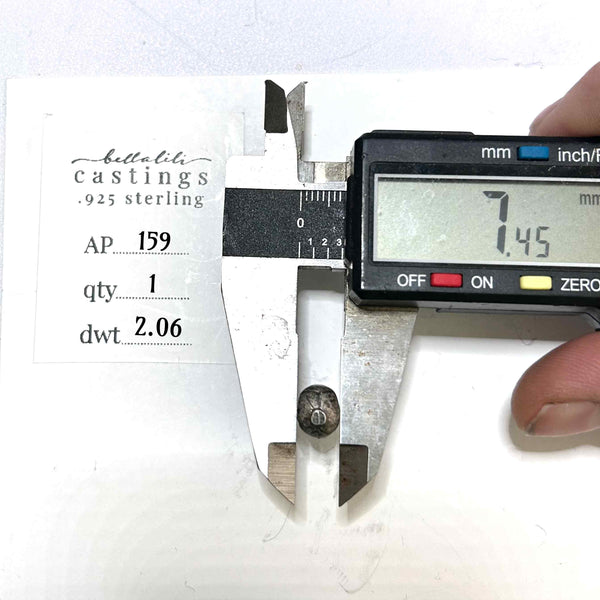 bellalili
castings
.925 sterling
AP 159
qty 1
dwt 2.06
mm inch/F
mm
7.45
OFF ON ZERO
0
1 2 3